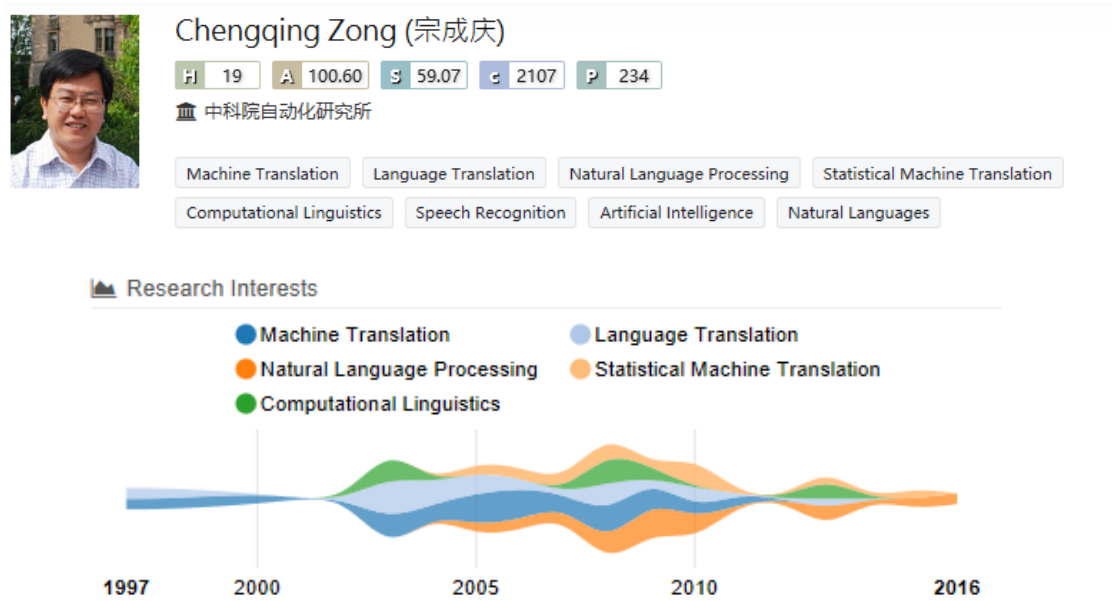 Chengqing Zong (宗成庆)
H 19 A 100.60 S 59.07 c 2107 P 234
中科院自动化研究所
Machine Translation Language Translation Natural Language Processing Statistical Machine Translation
Computational Linguistics Speech Recognition Artificial Intelligence Natural Languages
Research Interests
Machine Translation Language Translation
Natural Language Processing Statistical Machine Translation
Computational Linguistics
1997 2000 2005 2010 2016